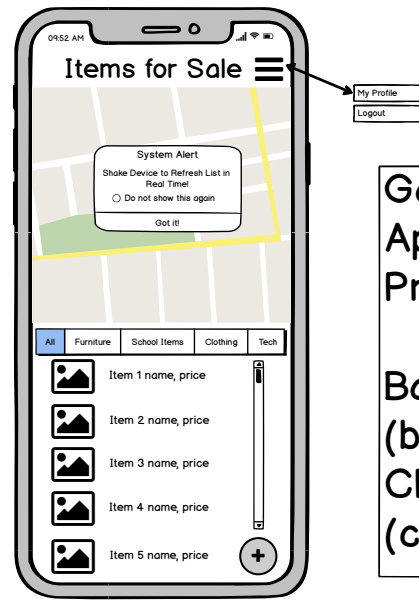 09:52 AM
Items for Sale
My Profile
Logout
System Alert
Shake Device to Refresh List in
Real Time!
Do not show this again
Got it!
All Furniture School Items Clothing Tech
Item 1 name, price
Item 2 name, price
Item 3 name, price
Item 4 name, price
Item 5 name, price
+